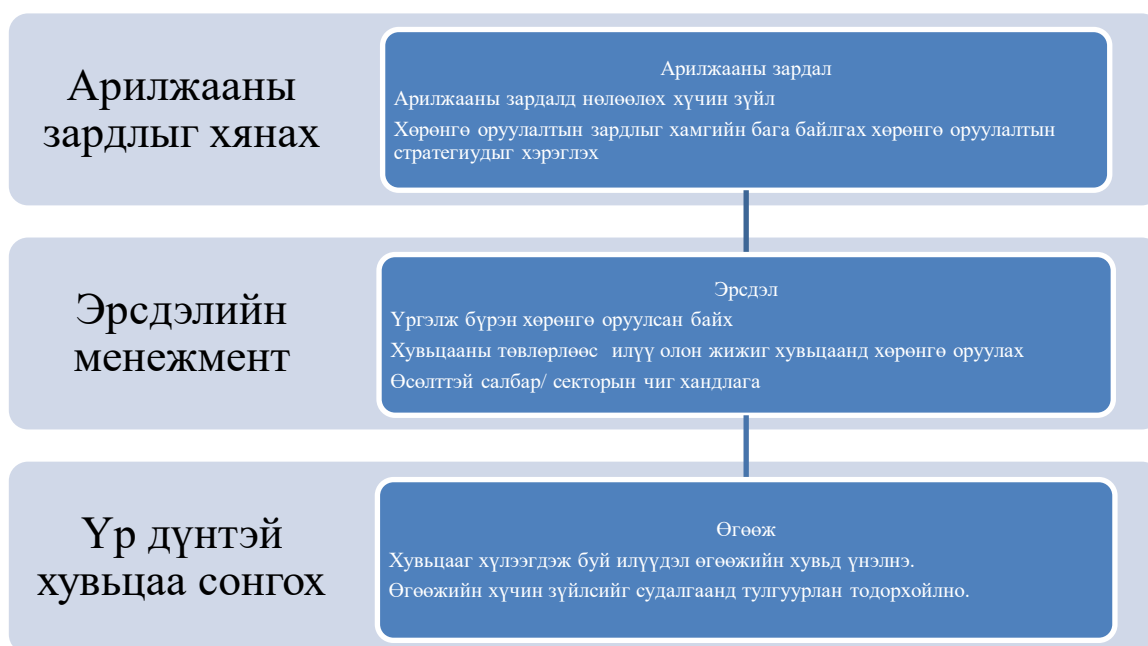 Арилжааны
зардлыг хянах
Арилжааны зардал
Арилжааны зардалд нөлөөлөх хүчин зүйл
Хөрөнгө оруулалтын зардлыг хамгийн бага байлгах хөрөнгө оруулалтын
стратегиудыг хэрэглэх
Эрсдэлийн
менежмент
Эрсдэл
Үргэлж бүрэн хөрөнгө оруулсан байх
Хувьцааны төвлөрлөөс илүү олон жижиг хувьцаанд хөрөнгө оруулах
Өсөлттэй салбар/ секторын чиг хандлага
Үр дүнтэй
хувьцаа сонгох
Өгөөж
Хувьцааг хүлээгдэж буй илүүдэл өгөөжийн хувьд үнэлнэ.
Өгөөжийн хүчин зүйлсийг судалгаанд тулгуурлан тодорхойлно.